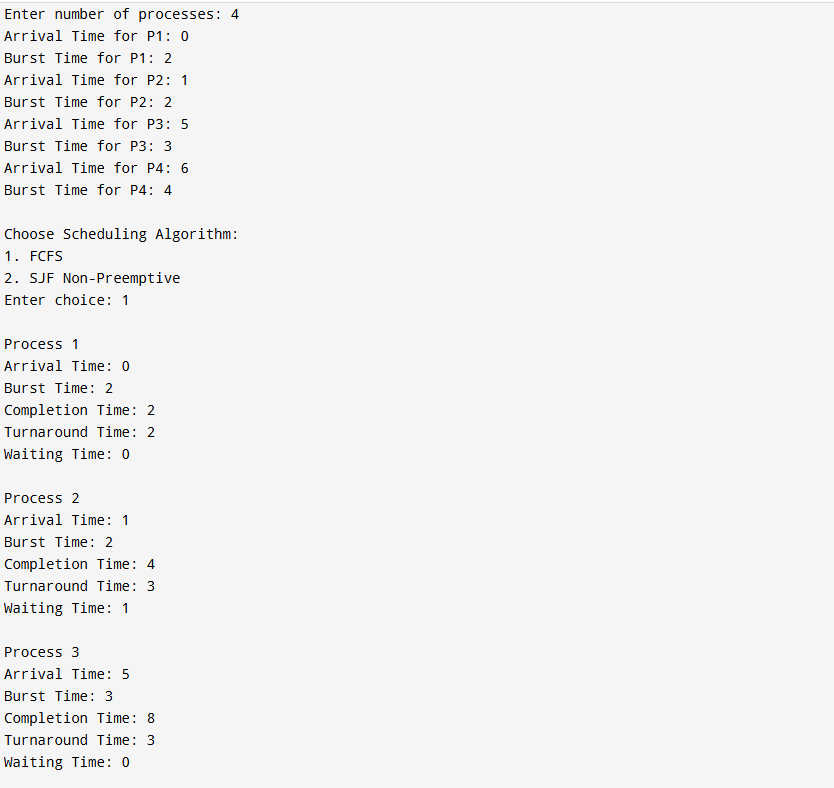 Enter number of processes: 4
Arrival Time for P1: 0
Burst Time for P1: 2
Arrival Time for P2: 1
Burst Time for P2: 2
Arrival Time for P3: 5
Burst Time for P3: 3
Arrival Time for P4: 6
Burst Time for P4: 4

Choose Scheduling Algorithm:
1. FCFS
2. SJF Non-Preemptive
Enter choice: 1

Process 1
Arrival Time: 0
Burst Time: 2
Completion Time: 2
Turnaround Time: 2
Waiting Time: 0

Process 2
Arrival Time: 1
Burst Time: 2
Completion Time: 4
Turnaround Time: 3
Waiting Time: 1

Process 3
Arrival Time: 5
Burst Time: 3
Completion Time: 8
Turnaround Time: 3
Waiting Time: 0